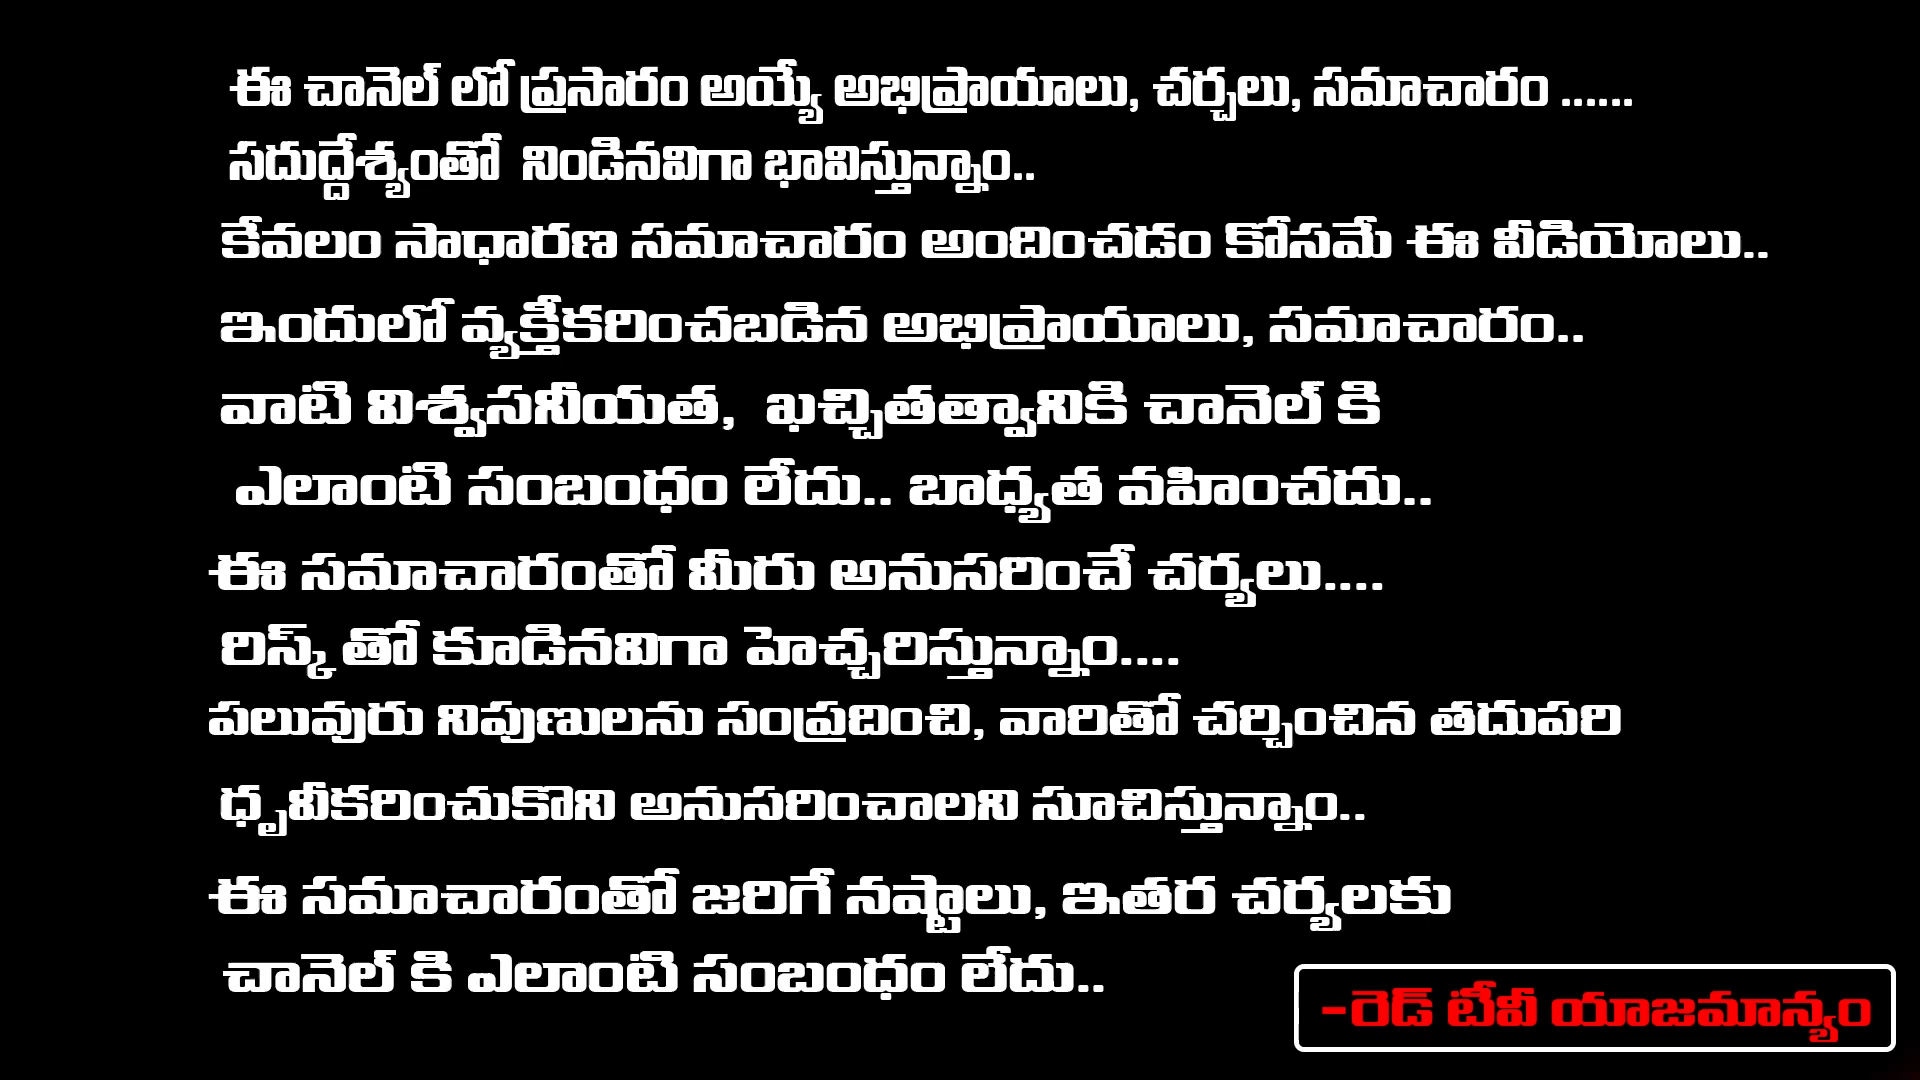 ఈ చానెల్ లో ప్రసారం అయ్యే అభిప్రాయాలు, చర్చలు, సమాచారం ......
సదుద్దేశ్యంతో నిండినవిగా భావిస్తున్నాం..
కేవలం సాధారణ సమాచారం అందించడం కోసమే ఈ వీడియోలు..
ఇందులో వ్యక్తీకరించబడిన అభిప్రాయాలు, సమాచారం..
వాటి విశ్వసనీయత, ఖచ్చితత్వానికి చానెల్ కి
ఎలాంటి సంబంధం లేదు.. బాధ్యత వహించదు..
ఈ సమాచారంతో మీరు అనుసరించే చర్యలు....
రిస్క్ తో కూడినవిగా హెచ్చరిస్తున్నాం....
పలువురు నిపుణులను సంప్రదించి, వారితో చర్చించిన తదుపరి
ధృవీకరించుకొని అనుసరించాలని సూచిస్తున్నాం..
ఈ సమాచారంతో జరిగే నష్టాలు, ఇతర చర్యలకు
చానెల్ కి ఎలాంటి సంబంధం లేదు..
-రెడ్ టీవీ యాజమాన్యం